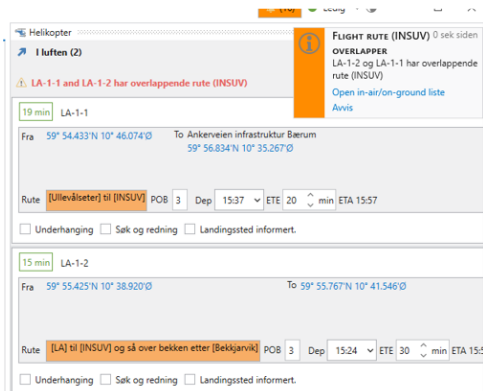 Ledig
Helikopter
I luften (2)
LA-1-1 and LA-1-2 har overlappende rute (INSUV)
FLIGHT RUTE (INSUV) 0 sek siden
OVERLAPPER
LA-1-2 og LA-1-1 har overlappende
rute (INSUV)
Open in-air/on-ground liste
Avvis
19 min LA-1-1
Fra 59° 54.433'N 10° 46.074'Ø To Ankerveien infrastruktur Bærum
59° 56.834'N 10° 35.267'Ø
Rute [Ullevålseter] til [INSUV] POB 3 Dep 15:37 ETE 20 min ETA 15:57
Underhanging Søk og redning Landingssted informert.
15 min LA-1-2
Fra 59° 55.425'N 10° 38.920'Ø To 59° 55.767'N 10° 41.546'Ø
Rute [LA] til [INSUV] og så over bekken etter [Bekkjarvik] POB 3 Dep 15:24 ETE 30 min ETA 15:5
Underhanging Søk og redning Landingssted informert.